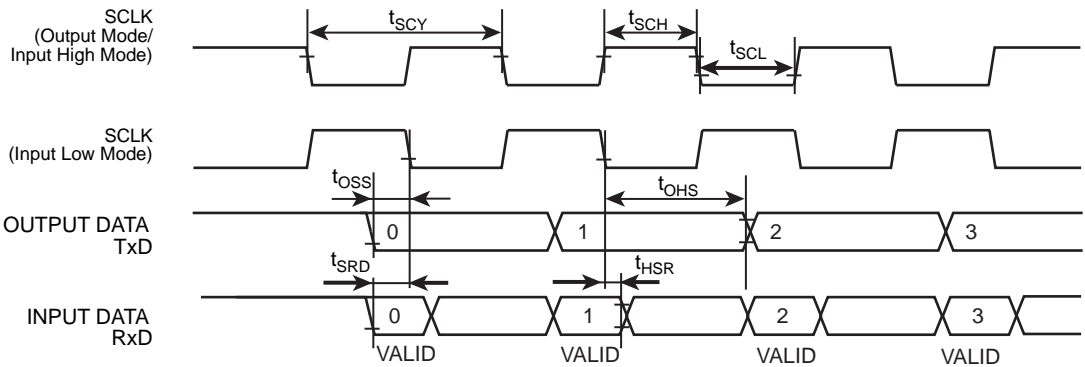 SCLK
(Output Mode/
Input High Mode)
tSCY
tSCH
tSCL
SCLK
(Input Low Mode)
tOSS
tOHS
OUTPUT DATA
TxD
0
1
2
3
tSRD
tHSR
INPUT DATA
RxD
0
1
2
3
VALID
VALID
VALID
VALID